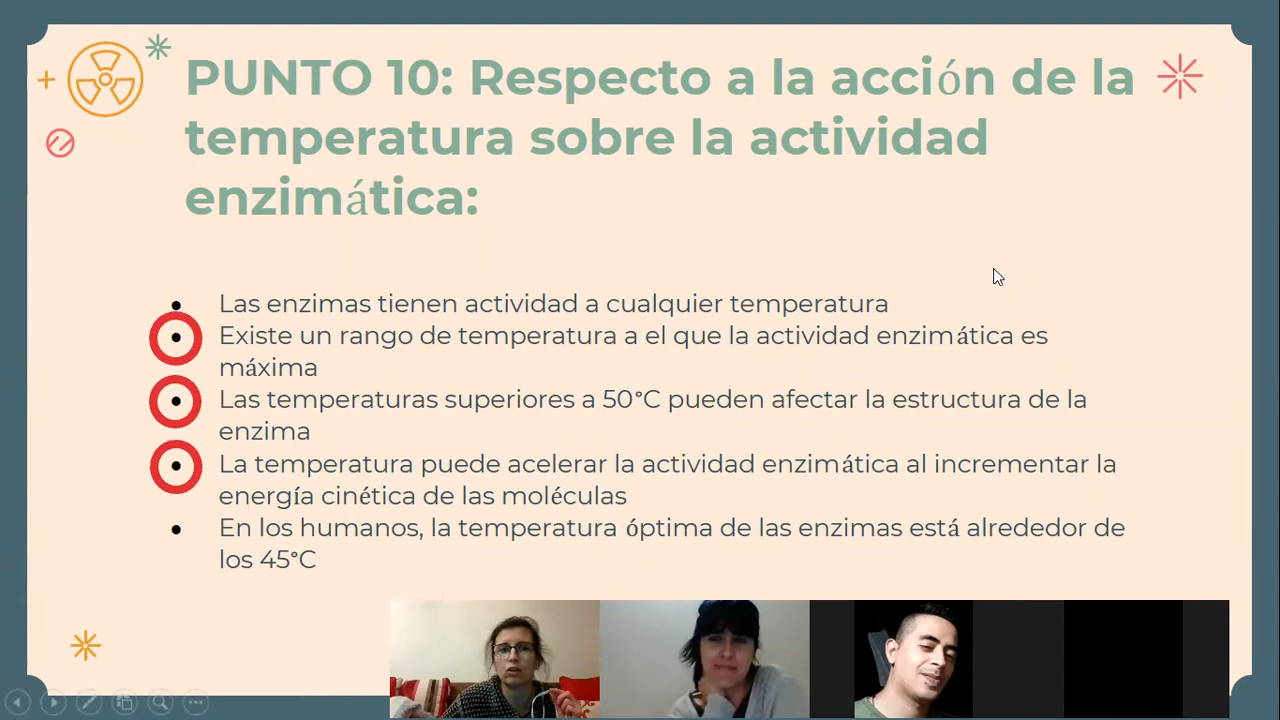 PUNTO 10: Respecto a la acción de la
temperatura sobre la actividad
enzimática:
Las enzimas tienen actividad a cualquier temperatura
Existe un rango de temperatura a el que la actividad enzimática es
máxima
Las temperaturas superiores a 50°C pueden afectar la estructura de la
enzima
La temperatura puede acelerar la actividad enzimática al incrementar la
energía cinética de las moléculas
En los humanos, la temperatura óptima de las enzimas está alrededor de
los 45°C